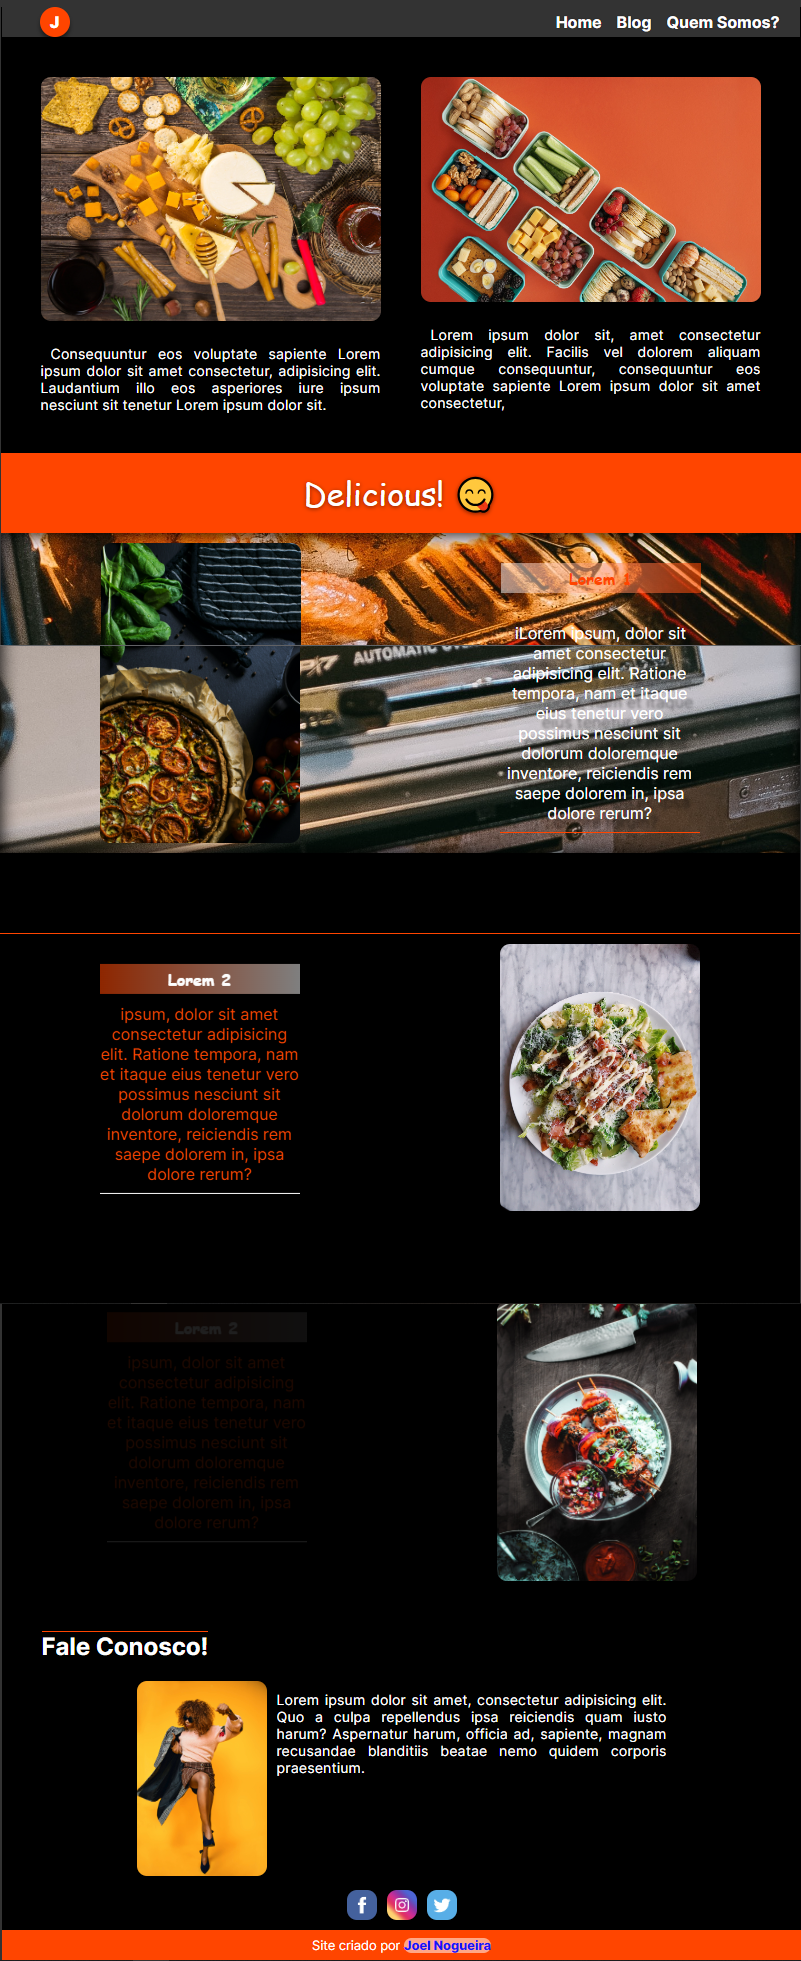 J
Home Blog Quem Somos?
Consequuntur eos voluptate sapiente Lorem
ipsum dolor sit amet consectetur, adipisicing elit.
Laudantium illo eos asperiores iure ipsum
nesciunt sit tenetur Lorem ipsum dolor sit.
Lorem ipsum dolor sit, amet consectetur
adipisicing elit. Facilis vel dolorem aliquam
cumque consequuntur, consequuntur eos
voluptate sapiente Lorem ipsum dolor sit amet
consectetur,
Delicious! 😋
Lorem 1
AUTOMATIC
iLorem ipsum, dolor sit
amet consectetur
adipisicing elit. Ratione
tempora, nam et itaque
eius tenetur vero
possimus nesciunt sit
dolorum doloremque
inventore, reiciendis rem
saepe dolorem in, ipsa
dolore rerum?
Lorem 2
ipsum, dolor sit amet
consectetur adipisicing
elit. Ratione tempora, nam
et itaque eius tenetur vero
possimus nesciunt sit
dolorum doloremque
inventore, reiciendis rem
saepe dolorem in, ipsa
dolore rerum?
Lorem 2
ipsum, dolor sit amet
consectetur adipisicing
elit. Ratione tempora, nam
et itaque eius tenetur vero
possimus nesciunt sit
dolorum doloremque
inventore, reiciendis rem
saepe dolorem in, ipsa
dolore rerum?
Fale Conosco!
Lorem ipsum dolor sit amet, consectetur adipisicing elit.
Quo a culpa repellendus ipsa reiciendis quam iusto
harum? Aspernatur harum, officia ad, sapiente, magnam
recusandae blanditiis beatae nemo quidem corporis
praesentium.
Site criado por Joel Nogueira